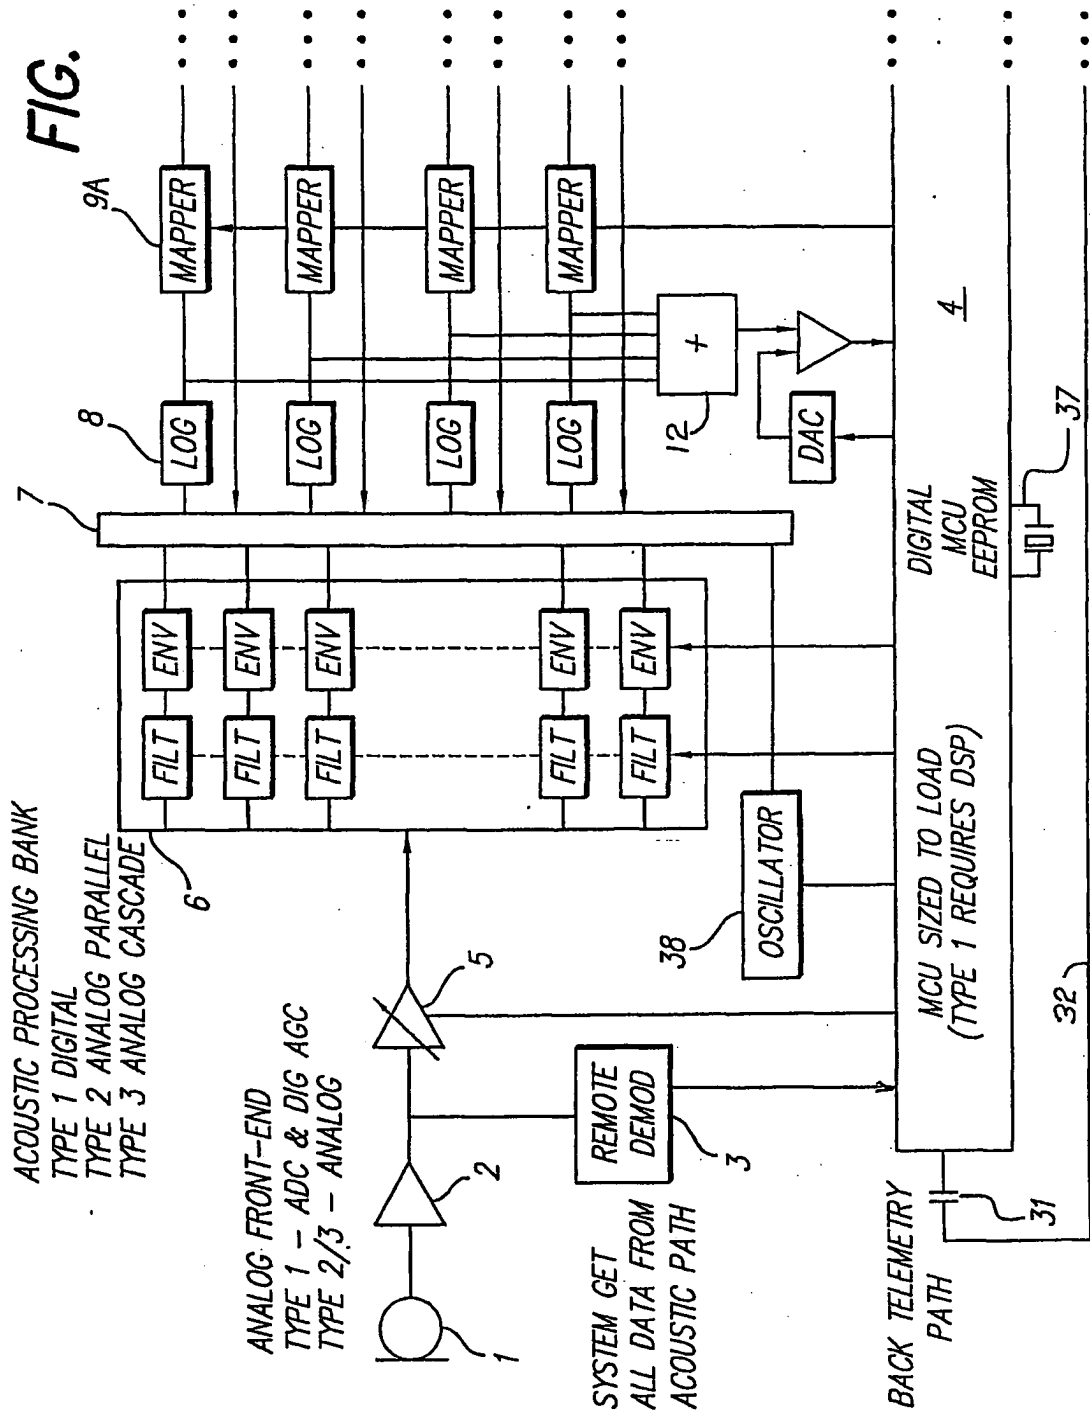 FIG.
ACOUSTIC PROCESSING BANK
TYPE 1 DIGITAL
TYPE 2 ANALOG PARALLEL
TYPE 3 ANALOG CASCADE
6
7
8
9A
FILT
ENV
FILT
ENV
FILT
ENV
FILT
ENV
FILT
ENV
LOG
MAPPER
LOG
MAPPER
LOG
MAPPER
LOG
MAPPER
ANALOG FRONT-END
TYPE 1 - ADC & DIG AGC
TYPE 2/3 - ANALOG
1
2
5
SYSTEM GET
ALL DATA FROM
ACOUSTIC PATH
REMOTE
DEMOD
3
38
OSCILLATOR
12
+
DAC
BACK TELEMETRY
PATH
31
MCU SIZED TO LOAD
(TYPE 1 REQUIRES DSP)
DIGITAL
MCU
EEPROM
4
32
37